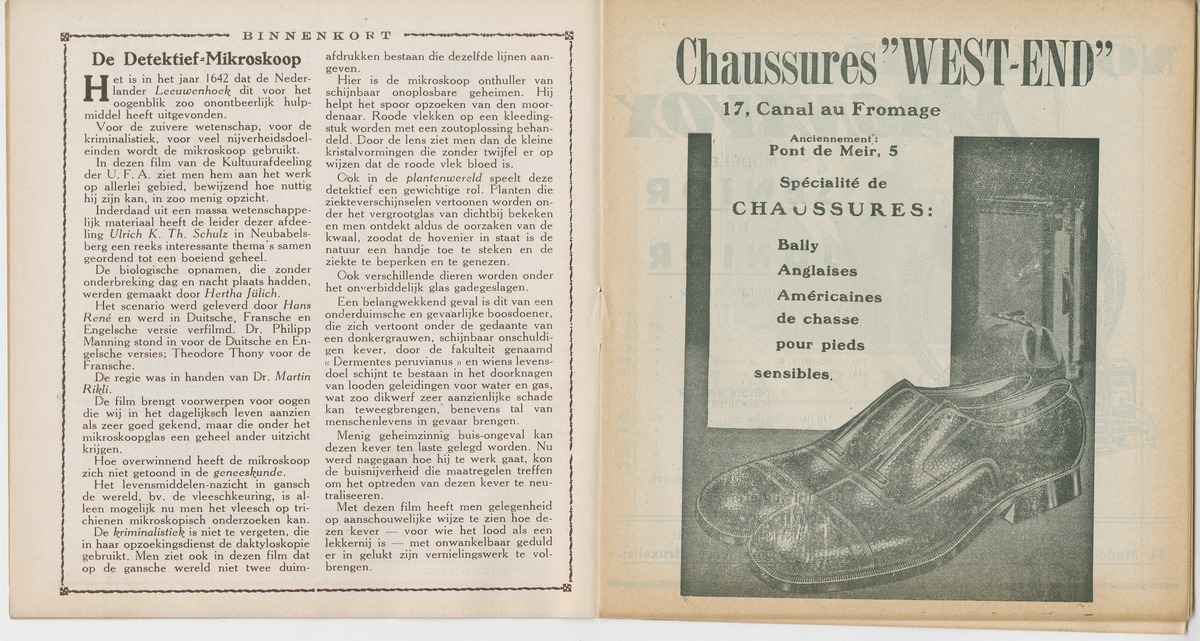 BINNENKORT
De Detektief-Mikroskoop
Het is in het jaar 1642 dat de Neder-
lander Leeuwenhoek dit voor het
oogenblik zoo onontbeerlik hulp-
middel heeft uitgevonden.
Voor de zuivere wetenschap, voor de
kriminalistiek, voor veel nijverheidsdoel-
einden wordt de mikroskoop gebruikt.
In dezen film van de Kultuurafdeeling
der U. F. A. ziet men hem aan het werk
op allerlei gebied, bewijzend hoe nuttig
hij zijn kan, in zoo menig opzicht.
Inderdaad uit een massa wetenschappe-
lijk materiaal heeft de leider dezer afdee-
ling Ulrich K. Th. Schulz in Neubabels-
berg een reeks interessante thema's samen
geordend tot een boeiend geheel.
De biologische opnamen, die zonder
onderbreking dag en nacht plaats hadden,
werden gemaakt door Hertha Jülich.
Het scenario werd geleverd door Hans
René en werd in Duitsche, Fransche en
Engelsche versie verfilmd. Dr. Philipp
Manning stond in voor de Duitsche en En-
gelsche versies; Theodore Thony voor de
Fransche.
De regie was in handen van Dr. Martin
Rikli.
De film brengt voorwerpen voor oogen
die wij in het dagelijksch leven aanzien
als zeer goed gekend, maar die onder het
mikroskoopglas een geheel ander uitzicht
krijgen.
Hoe overwinnend heeft de mikroskoop
zich niet getoond in de geneeskunde.
Het levensmiddelen-nazicht in gansch
de wereld, bv. de vleeschkeuring, is al-
leen mogelijk nu men het vleesch op tri-
chienen mikroskopisch onderzoeken kan.
De kriminalistiek is niet te vergeten, die
in haar opzoekingsdienst de daktyloskopie
gebruikt. Men ziet ook in dezen film dat
op de gansche wereld niet twee duim-
afdrukken bestaan die dezelfde lijnen aan-
geven.
Hier is de mikroskoop onthuller van
schijnbaar onoplosbare geheimen. Hij
helpt het spoor opzoeken van den moor-
denaar. Roode vlekken op een kleeding-
stuk worden met een zoutoplossing behan-
deld. Door de lens ziet men dan de kleine
kristalvormingen die zonder twijfel er op
wijzen dat de roode vlek bloed is.
Ook in de plantenwereld speelt deze
detektief een gewichtige rol. Planten die
ziekteverschijnselen vertoonen worden on-
der het vergrootglas van dichtbij bekeken
en men ontdekt aldus de oorzaken van de
kwaal, zoodat de hovenier in staat is de
natuur een handje toe te steken en de
ziekte te beperken en te genezen.
Ook verschillende dieren worden onder
het onverbiddelijk glas gadegeslagen.
Een belangwekkend geval is dit van een
onderduimsche en gevaarlijke boosdoener,
die zich vertoont onder de gedaante van
een donkergrauwen, schijnbaar onschuldi-
gen kever, door de fakulteit genaamd
« Dermentes peruvianus » en wiens levens-
doel schijnt te bestaan in het doorknagen
van looden geleidingen voor water en gas,
wat zoo dikwerf zeer aanzienlijke schade
kan teweegbrengen, benevens tal van
menschenlevens in gevaar brengen.
Menig geheimzinnig buis-ongeval kan
dezen kever ten laste gelegd worden. Nu
werd nagegaan hoe hij te werk gaat, kon
de buisnijverheid die maatregelen treffen
om het optreden van dezen kever te neu-
traliseeren.
Met dezen film heeft men gelegenheid
op aanschouwelijke wijze te zien hoe de-
zen kever — voor wie het lood als een
lekkernij is — met onwankelbaar geduld
er in gelukt zijn vernielingswerk te vol-
brengen.
Chaussures "WEST-END"
17, Canal au Fromage
Anciennement:
Pont de Meir, 5
Spécialité de
CHAUSSURES:
Bally
Anglaises
Américaines
de chasse
pour pieds
sensibles.